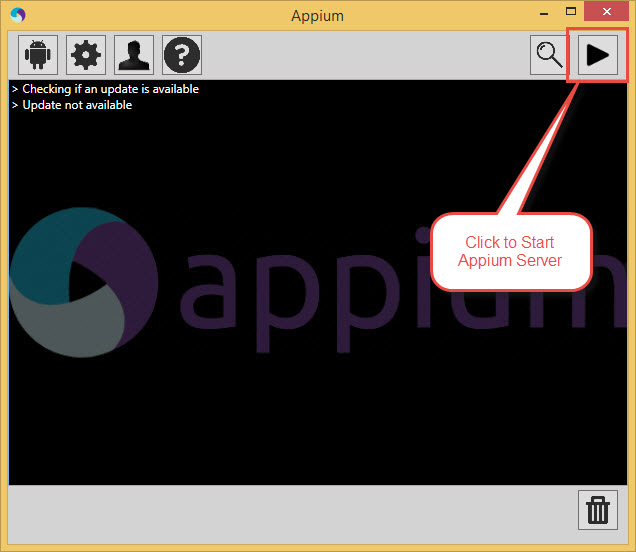 Appium
> Checking if an update is available
> Update not available
appium
Click to Start
Appium Server